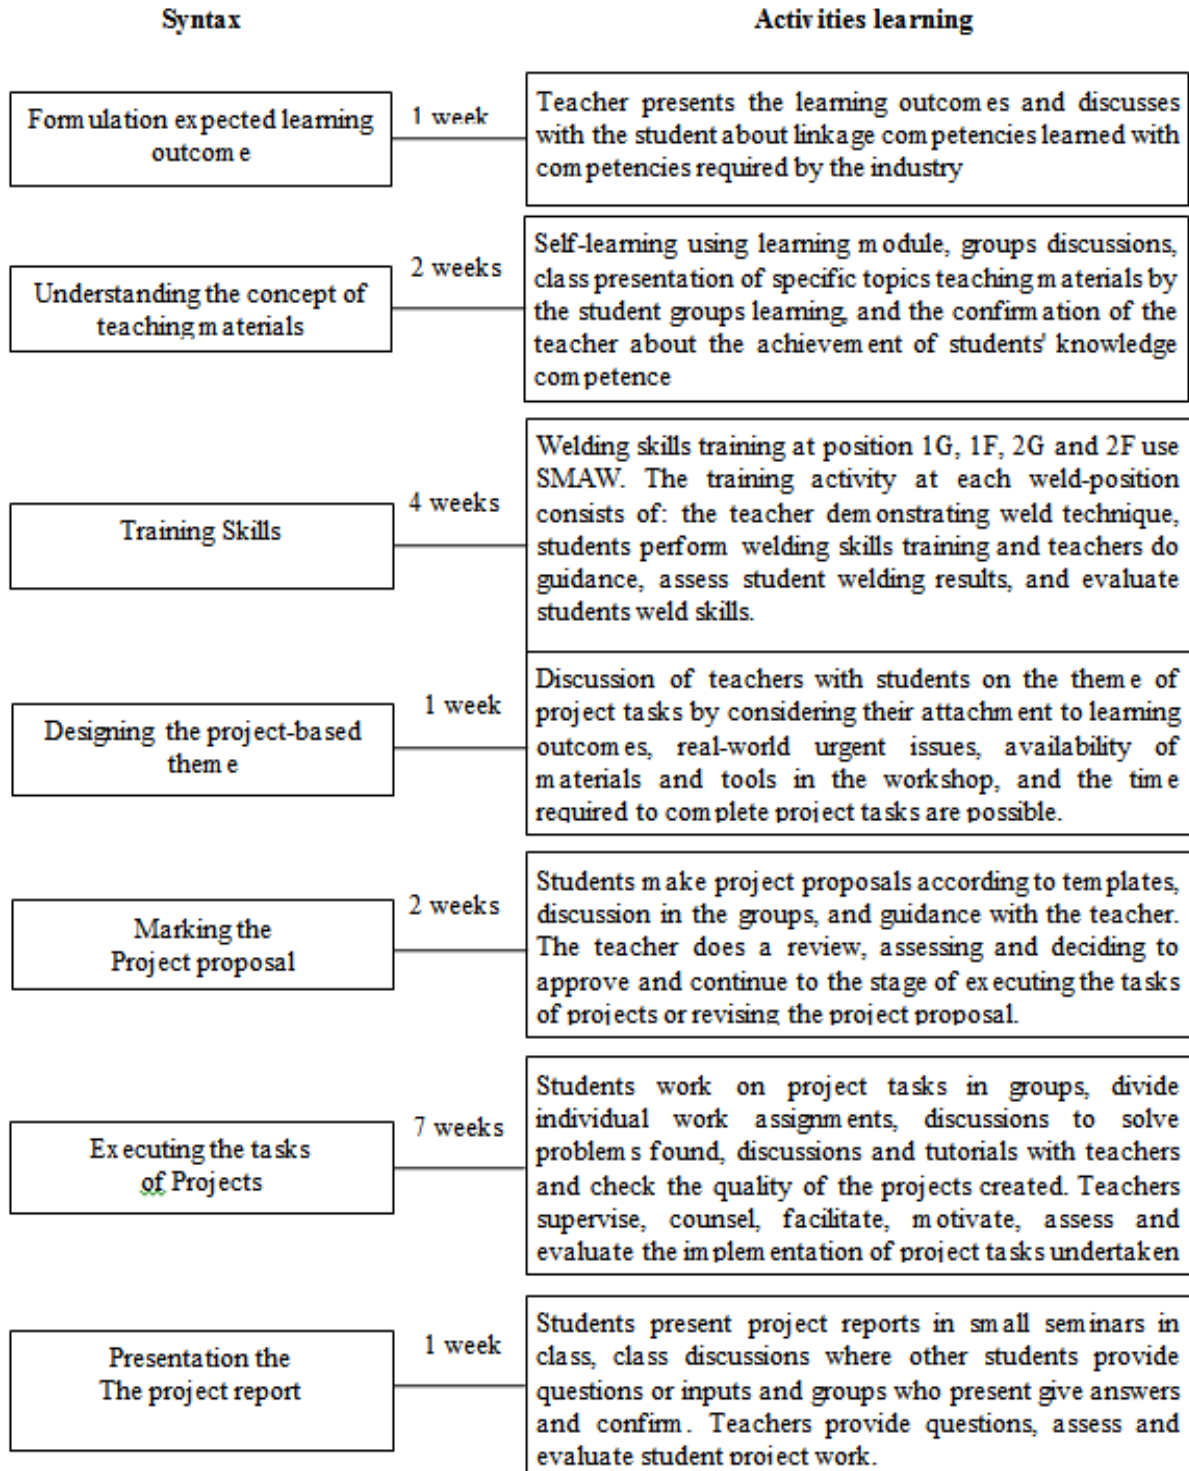 Syntax
Activities learning
Formulation expected learning
outcome
1 week
Teacher presents the learning outcomes and discusses
with the student about linkage competencies learned with
competencies required by the industry
Understanding the concept of
teaching materials
2 weeks
Self-learning using learning module, groups discussions,
class presentation of specific topics teaching materials by
the student groups learning, and the confirmation of the
teacher about the achievement of students' knowledge
competence
Training Skills
4 weeks
Welding skills training at position 1G, 1F, 2G and 2F use
SMAW. The training activity at each weld-position
consists of: the teacher demonstrating weld technique,
students perform welding skills training and teachers do
guidance, assess student welding results, and evaluate
students weld skills.
Designing the project-based
theme
1 week
Discussion of teachers with students on the theme of
project tasks by considering their attachment to learning
outcomes, real-world urgent issues, availability of
materials and tools in the workshop, and the time
required to complete project tasks are possible.
Marking the
Project proposal
2 weeks
Students make project proposals according to templates,
discussion in the groups, and guidance with the teacher.
The teacher does a review, assessing and deciding to
approve and continue to the stage of executing the tasks
of projects or revising the project proposal.
Executing the tasks
of Projects
7 weeks
Students work on project tasks in groups, divide
individual work assignments, discussions to solve
problems found, discussions and tutorials with teachers
and check the quality of the projects created. Teachers
supervise, counsel, facilitate, motivate, assess and
evaluate the implementation of project tasks undertaken
Presentation the
The project report
1 week
Students present project reports in small seminars in
class, class discussions where other students provide
questions or inputs and groups who present give answers
and confirm. Teachers provide questions, assess and
evaluate student project work.